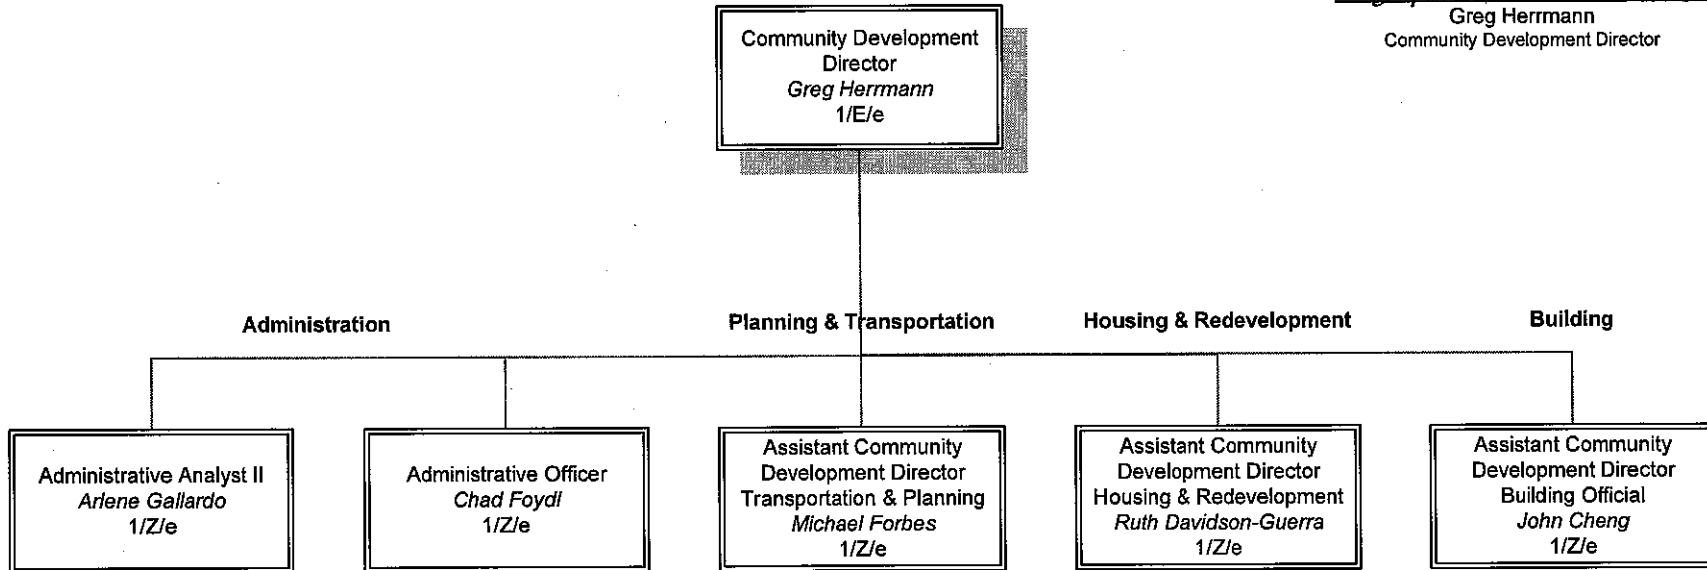 Greg Herrmann
Community Development Director
Community Development
Director
Greg Herrmann
1/E/e
Administration
Planning & Transportation
Housing & Redevelopment
Building
Administrative Analyst II
Arlene Gallardo
1/Z/e
Administrative Officer
Chad Foydl
1/Z/e
Assistant Community
Development Director
Transportation & Planning
Michael Forbes
1/Z/e
Assistant Community
Development Director
Housing & Redevelopment
Ruth Davidson-Guerra
1/Z/e
Assistant Community
Development Director
Building Official
John Cheng
1/Z/e